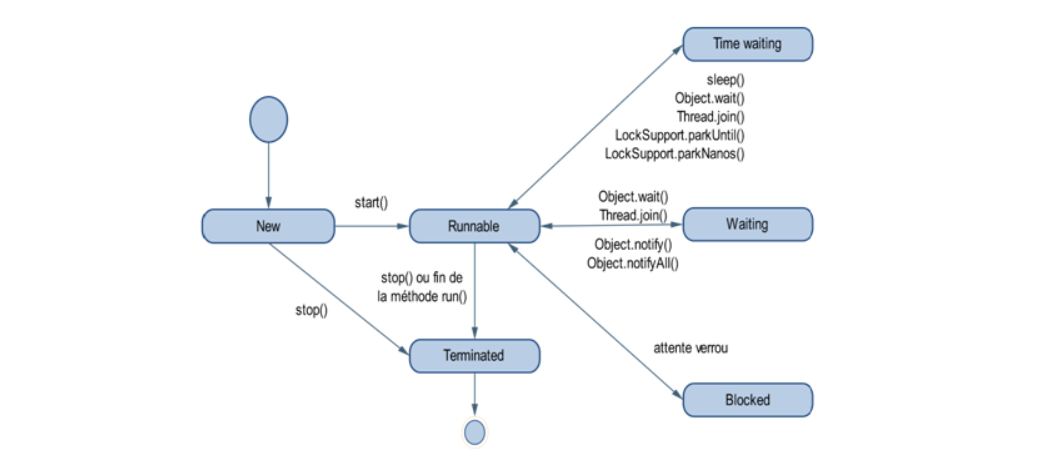 Time waiting
sleep()
Object.wait()
Thread.join()
LockSupport.parkUntil()
LockSupport.parkNanos()
New
start()
Runnable
Object.wait()
Thread.join()
Object.notify()
Object.notifyAll()
Waiting
stop() ou fin de
la méthode run()
stop()
Terminated
attente verrou
Blocked